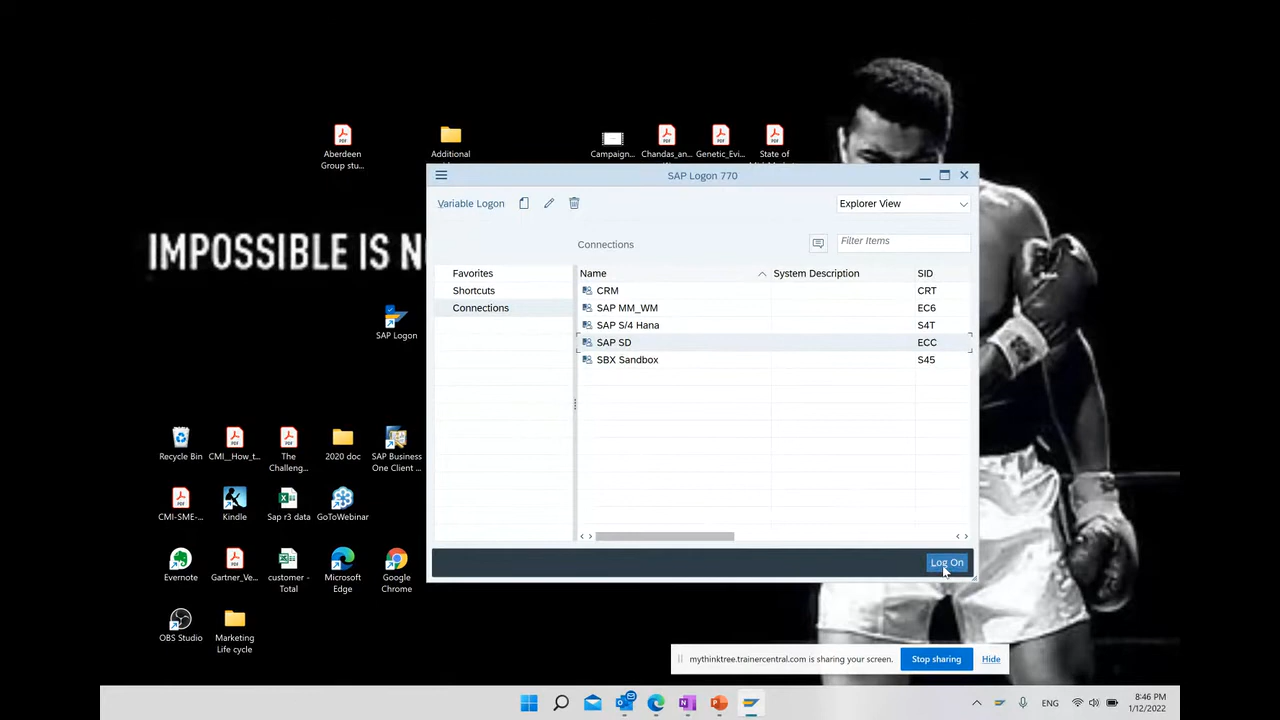 Aberdeen
Group stu...
Additional
Campaign...
Chandas_an...
Genetic_Evi...
State of
IMPOSSIBLE IS N
SAP Logon 770
Variable Logon
Explorer View
Connections
Filter Items
Favorites
Shortcuts
Connections
Name
System Description
SID
CRM
CRT
SAP MM_WM
EC6
SAP S/4 Hana
S4T
SAP SD
ECC
SBX Sandbox
S45
Log On
SAP Logon
Recycle Bin
CMI__How_t...
The
Challeng...
2020 doc
SAP Business
One Client ...
CMI-SME-...
Kindle
Sap r3 data
GoToWebinar
Evernote
Gartner_Ve...
customer -
Total
Microsoft
Edge
Google
Chrome
OBS Studio
Marketing
Life cycle
mythinktree.trainercentral.com is sharing your screen.
Stop sharing
Hide
ENG
8:46 PM
1/12/2022